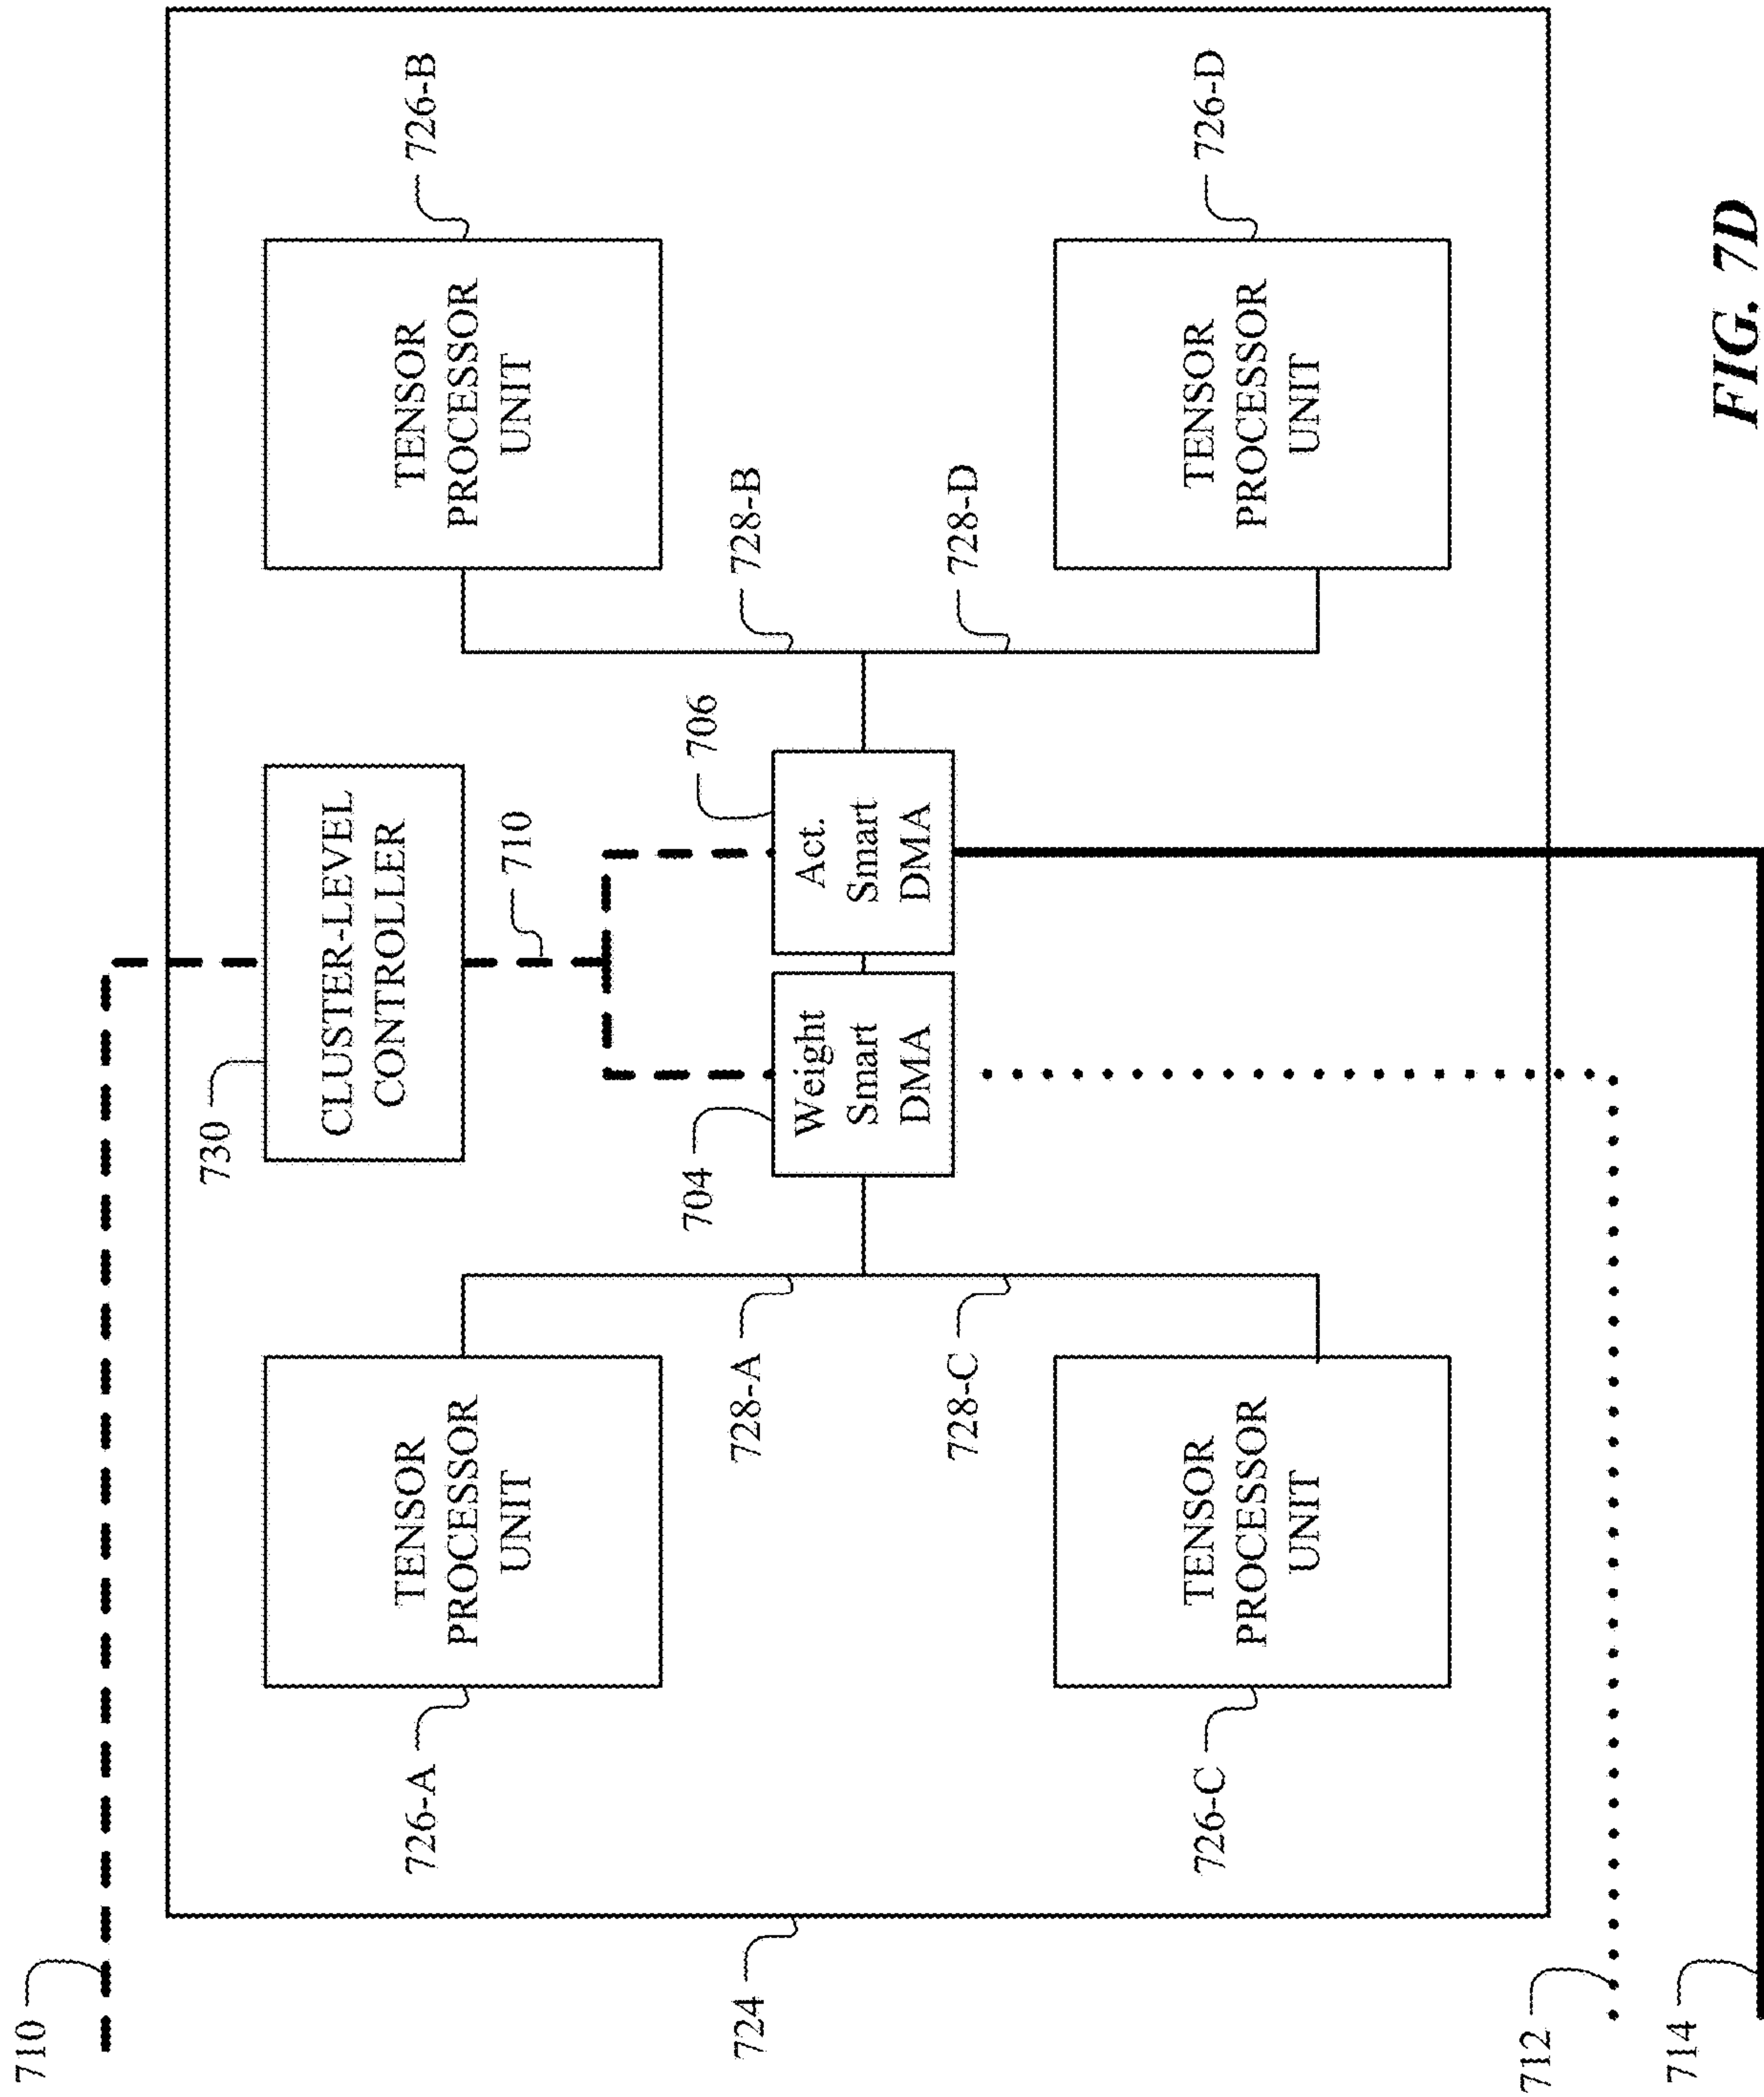 710
730
CLUSTER-LEVEL
CONTROLLER
710
726-A
TENSOR
PROCESSOR
UNIT
726-B
TENSOR
PROCESSOR
UNIT
728-A
728-B
704
Weight
Smart
DMA
706
Act.
Smart
DMA
724
728-C
728-D
726-C
TENSOR
PROCESSOR
UNIT
726-D
TENSOR
PROCESSOR
UNIT
712
714
FIG. 7D